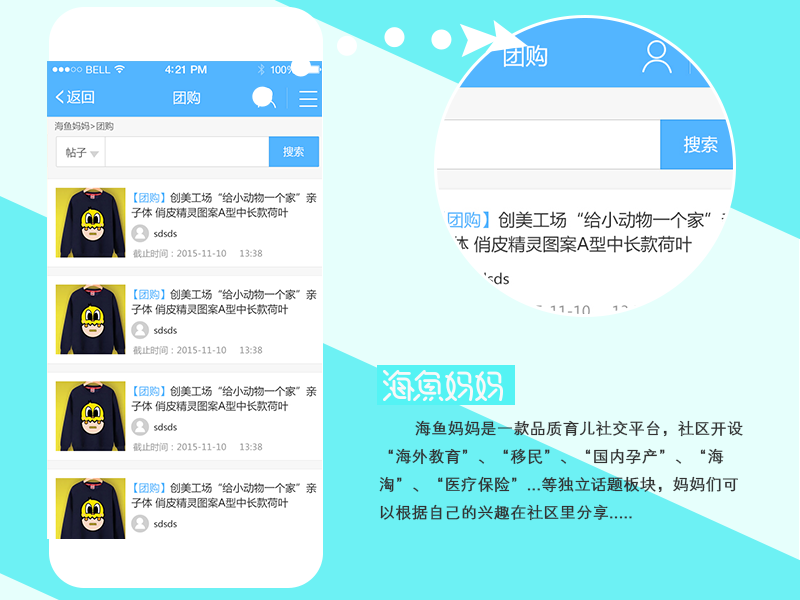 BELL 4:21 PM 100%
返回 团购
海鱼妈妈>团购
帖子 搜索
【团购】创美工场“给小动物一个家”亲
子体 俏皮精灵图案A型中长款荷叶
sdsds
截止时间：2015-11-10 13:38
【团购】创美工场“给小动物一个家”亲
子体 俏皮精灵图案A型中长款荷叶
sdsds
截止时间：2015-11-10 13:38
【团购】创美工场“给小动物一个家”亲
子体 俏皮精灵图案A型中长款荷叶
sdsds
截止时间：2015-11-10 13:38
【团购】创美工场“给小动物一个家”亲
子体 俏皮精灵图案A型中长款荷叶
sdsds
团购
搜索
团购】创美工场“给小动物一个家”
体 俏皮精灵图案A型中长款荷叶
dsds
11-10
海鱼妈妈
海鱼妈妈是一款品质育儿社交平台，社区开设
“海外教育”、“移民”、“国内孕产”、“海
淘”、“医疗保险”...等独立话题板块，妈妈们可
以根据自己的兴趣在社区里分享.....